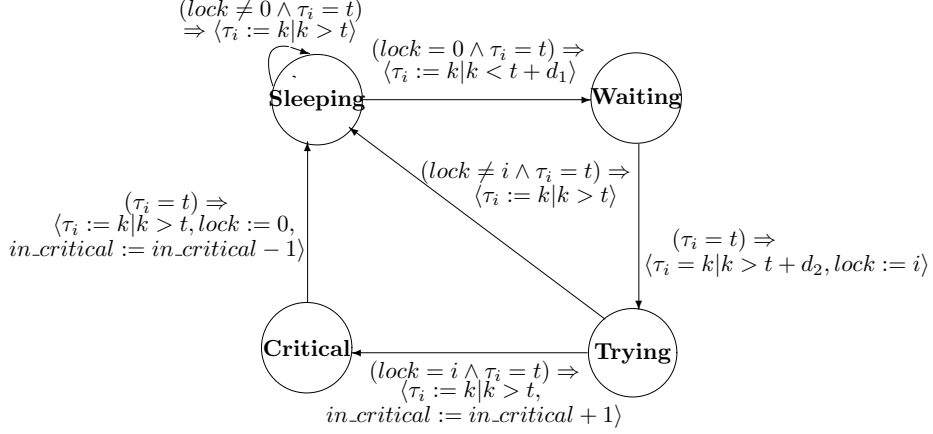 (lock ≠ 0 ∧ τ_i = t)
⇒ ⟨τ_i := k|k > t⟩
(lock = 0 ∧ τ_i = t) ⇒
⟨τ_i := k|k < t + d_1⟩
Sleeping
Waiting
(lock ≠ i ∧ τ_i = t) ⇒
⟨τ_i := k|k > t⟩
(τ_i = t) ⇒
⟨τ_i := k|k > t, lock := 0,
in_critical := in_critical − 1⟩
(τ_i = t) ⇒
⟨τ_i = k|k > t + d_2, lock := i⟩
Critical
Trying
(lock = i ∧ τ_i = t) ⇒
⟨τ_i := k|k > t,
in_critical := in_critical + 1⟩